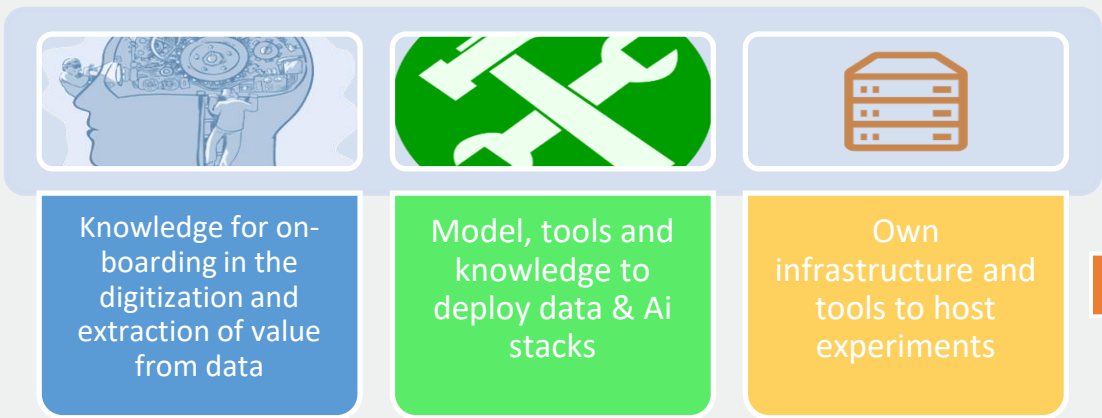 Knowledge for on-
boarding in the
digitization and
extraction of value
from data
Model, tools and
knowledge to
deploy data & Ai
stacks
Own
infrastructure and
tools to host
experiments